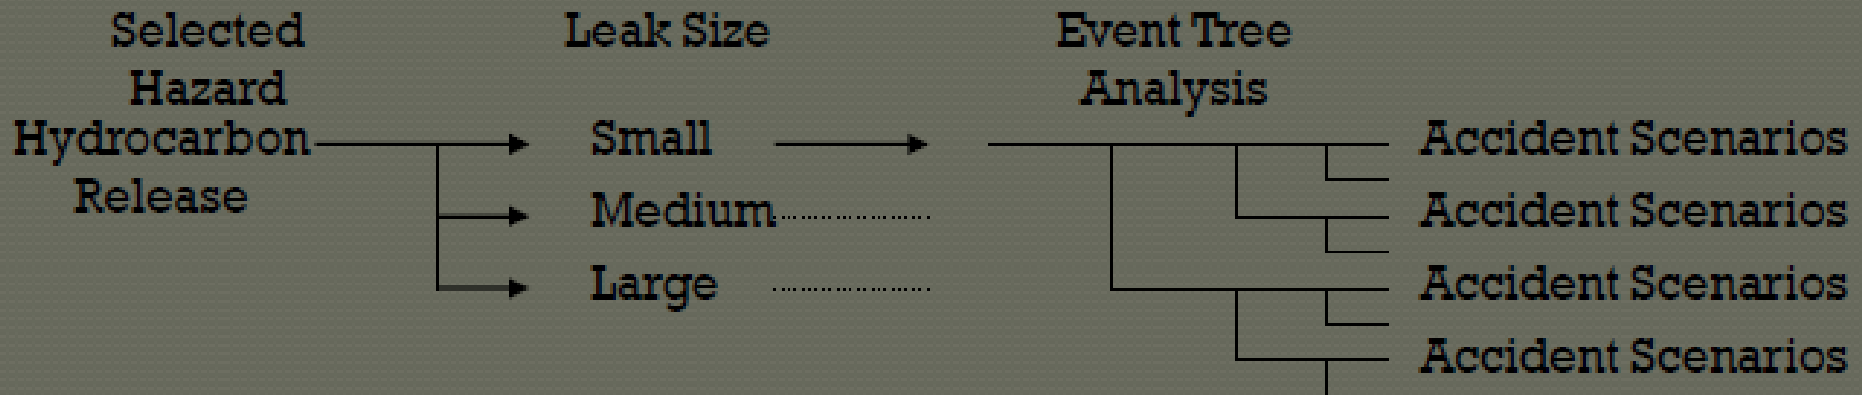 Selected
Hazard
Leak Size
Event Tree
Analysis
Hydrocarbon
Release
Small
Medium
Large
Accident Scenarios
Accident Scenarios
Accident Scenarios
Accident Scenarios